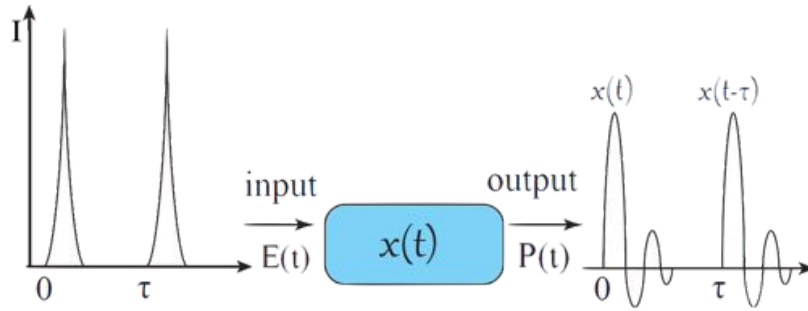 I
0
τ
input
E(t)
x(t)
output
P(t)
x(t)
x(t-τ)
0
τ